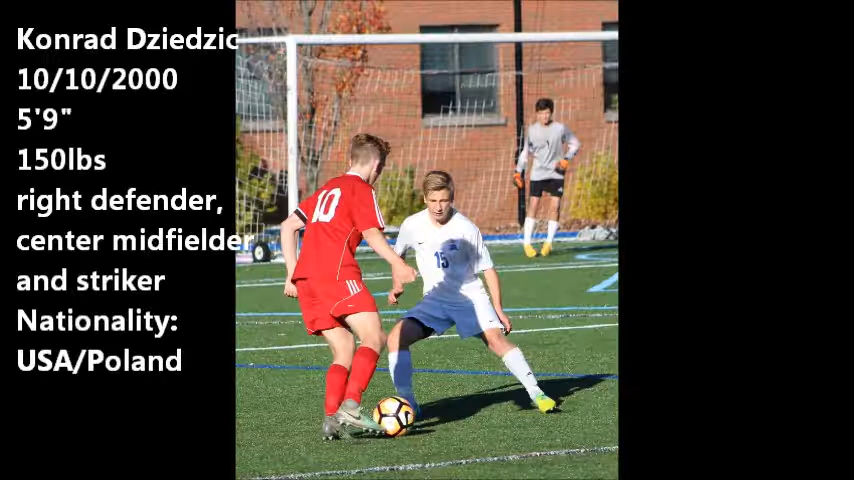 Konrad Dziedzic
10/10/2000
5'9"
150lbs
right defender,
center midfielder
and striker
Nationality:
USA/Poland
10
15
1